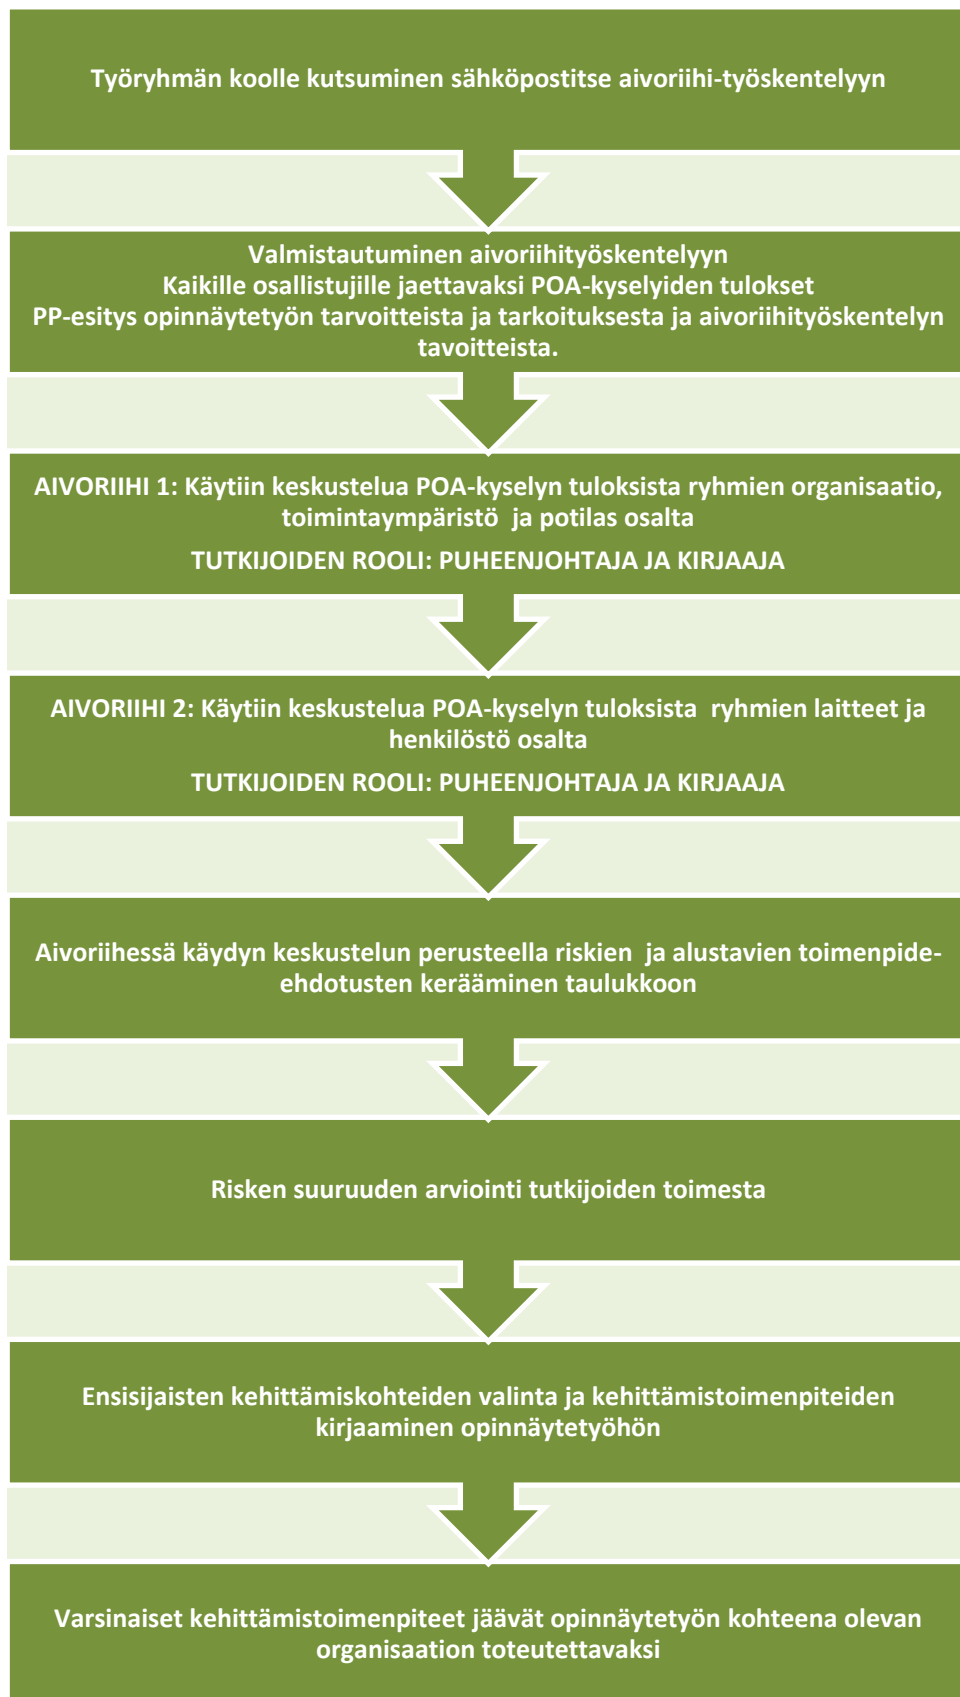 Työryhmän koolle kutsuminen sähköpostitse aivoriihi-työskentelyyn
Valmistautuminen aivoriihityöskentelyyn
Kaikille osallistujille jaettavaksi POA-kyselyiden tulokset
PP-esitys opinnäytetyön tarvoitteista ja tarkoituksesta ja aivoriihityöskentelyn
tavoitteista.
AIVORIIHI 1: Käytiin keskustelua POA-kyselyn tuloksista ryhmien organisaatio,
toimintaympäristö ja potilas osalta
TUTKIJOIDEN ROOLI: PUHEENJOHTAJA JA KIRJAAJA
AIVORIIHI 2: Käytiin keskustelua POA-kyselyn tuloksista ryhmien laitteet ja
henkilöstö osalta
TUTKIJOIDEN ROOLI: PUHEENJOHTAJA JA KIRJAAJA
Aivoriihessä käydyn keskustelun perusteella riskien ja alustavien toimenpide-
ehdotusten kerääminen taulukkoon
Risken suuruuden arviointi tutkijoiden toimesta
Ensisijaisten kehittämiskohteiden valinta ja kehittämistoimenpiteiden
kirjaaminen opinnäytetyöhön
Varsinaiset kehittämistoimenpiteet jäävät opinnäytetyön kohteena olevan
organisaation toteutettavaksi